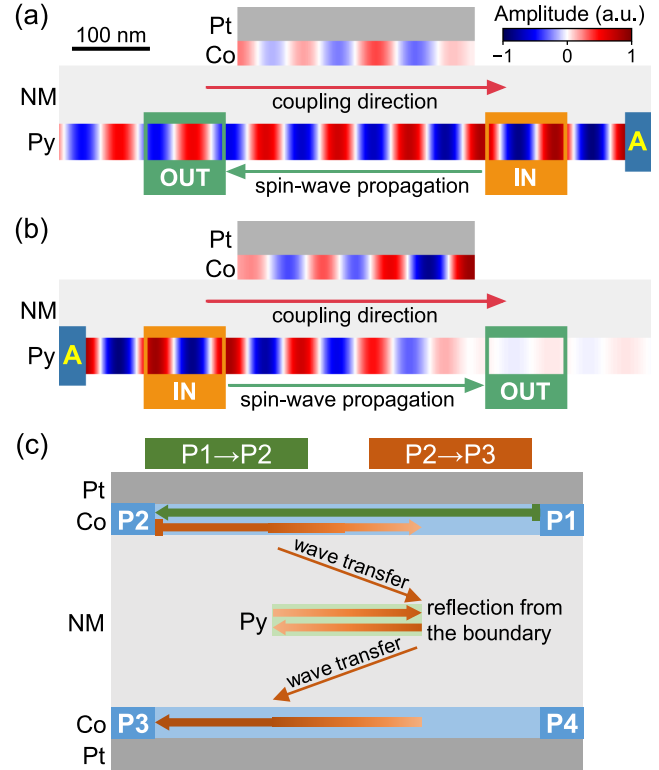 (a)
100 nm
Pt
Co
Amplitude (a.u.)
−1 0 1
NM
coupling direction
Py
A
OUT
spin-wave propagation
IN
(b)
Pt
Co
NM
coupling direction
Py
A
IN
spin-wave propagation
OUT
(c)
P1→P2
P2→P3
Pt
Co
P2
P1
wave transfer
NM
Py
reflection from
the boundary
wave transfer
Co
P3
P4
Pt